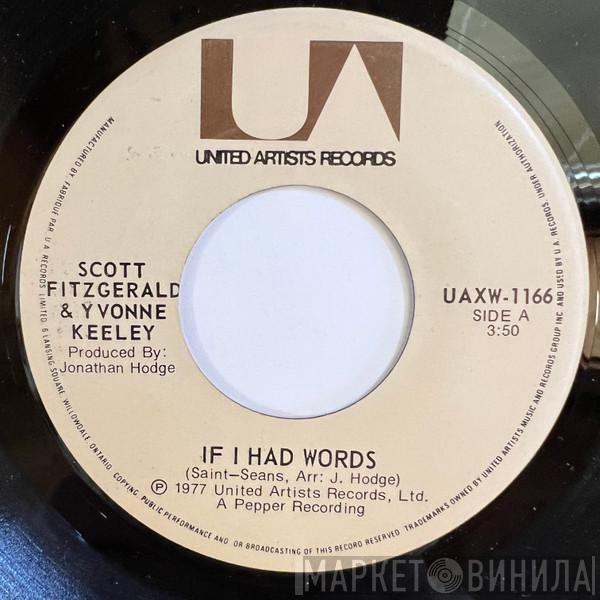 UA
UNITED ARTISTS RECORDS
SCOTT
FITZGERALD
& YVONNE
KEELEY
Produced By:
Jonathan Hodge
UAXW-1166
SIDE A
3:50
IF I HAD WORDS
(Saint-Seans, Arr: J. Hodge)
Ⓟ 1977 United Artists Records, Ltd.
A Pepper Recording
MANUFACTURED BY/FABRIQUE PAR U A RECORDS LIMITED, 6 LANSING SQUARE, WILLOWDALE, ONTARIO COPYING, PUBLIC PERFORMANCE AND OR BROADCASTING OF THIS RECORD RESERVED. TRADEMARKS OWNED BY UNITED ARTISTS MUSIC AND RECORDS GROUP INC AND USED BY U.A. RECORDS UNDER AUTHORIZATION
МАРКЕТ ВИНИЛА